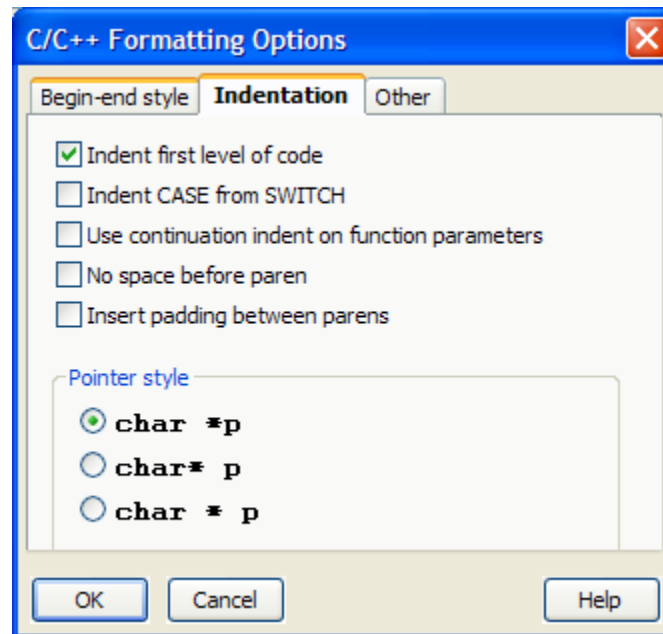 C/C++ Formatting Options
Begin-end style Indentation Other
Indent first level of code
Indent CASE from SWITCH
Use continuation indent on function parameters
No space before paren
Insert padding between parens
Pointer style
char *p
char* p
char * p
OK Cancel Help